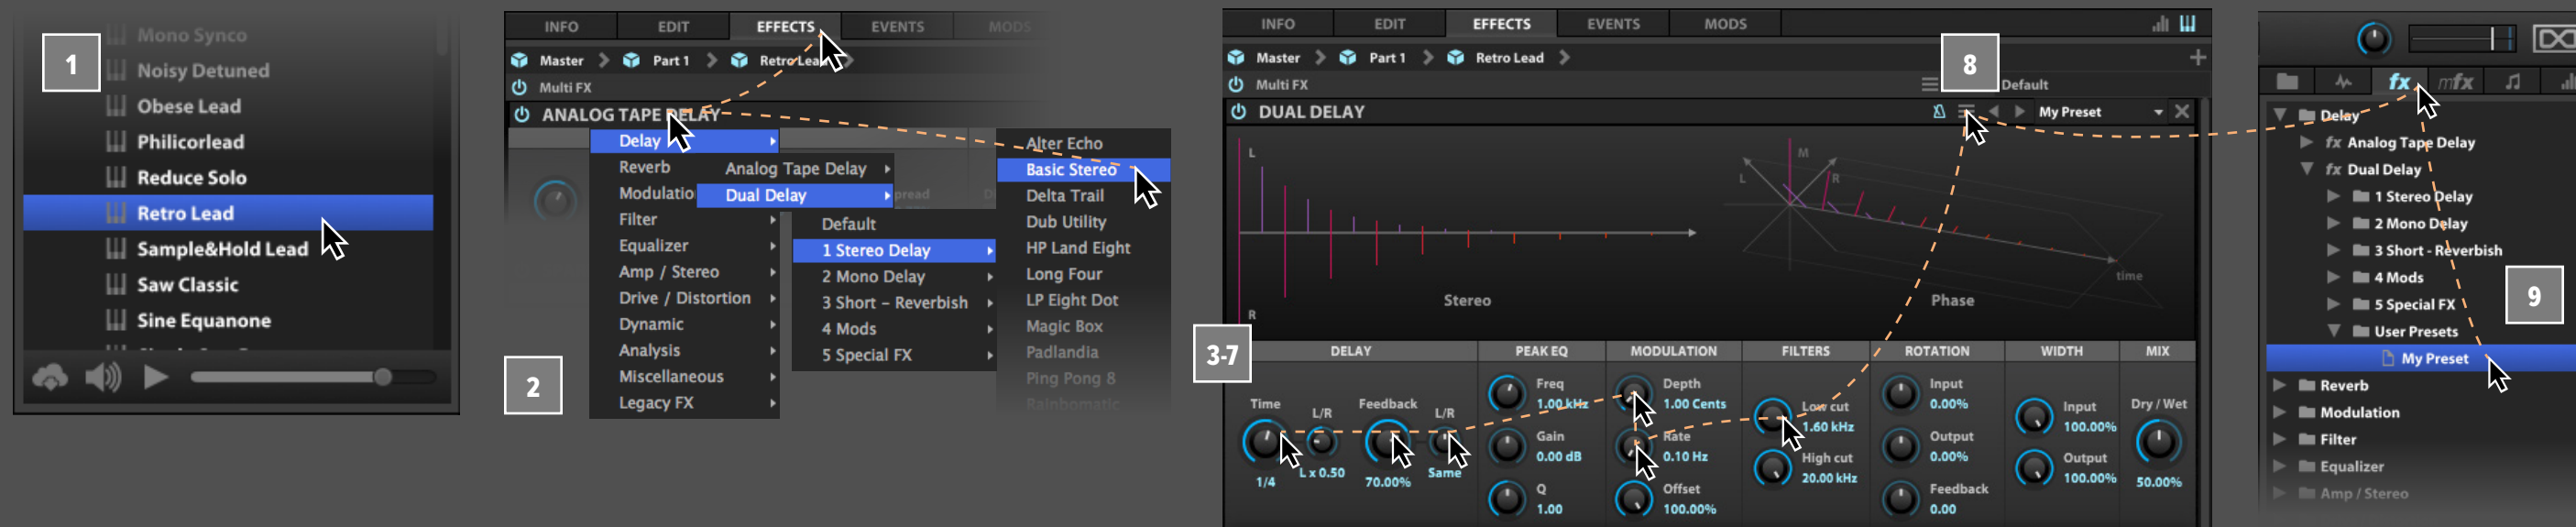 1
Mono Synco
Noisy Detuned
Obese Lead
Philicorlead
Reduce Solo
Retro Lead
Sample&Hold Lead
Saw Classic
Sine Equanone
INFO EDIT EFFECTS EVENTS MODS
Master Part 1 Retro Lead
Multi FX
ANALOG TAPE DELAY
Delay
Reverb
Modulatio
Filter
Equalizer
Amp / Stereo
Drive / Distortion
Dynamic
Analysis
Miscellaneous
Legacy FX
Analog Tape Delay
Dual Delay
Default
1 Stereo Delay
2 Mono Delay
3 Short - Reverbish
4 Mods
5 Special FX
Alter Echo
Basic Stereo
Delta Trail
Dub Utility
HP Land Eight
Long Four
LP Eight Dot
Magic Box
Padlandia
Ping Pong 8
Rainbomatic
2
INFO EDIT EFFECTS EVENTS MODS
Master Part 1 Retro Lead
8
Multi FX Default
DUAL DELAY My Preset
L
R
Stereo
M
L R
time
Phase
3-7
DELAY PEAK EQ MODULATION FILTERS ROTATION WIDTH MIX
Time L/R Feedback L/R
1/4 L x 0.50 70.00% Same
Freq
1.00 kHz
Gain
0.00 dB
Q
1.00
Depth
1.00 Cents
Rate
0.10 Hz
Offset
100.00%
Low cut
1.60 kHz
High cut
20.00 kHz
Input
0.00%
Output
0.00%
Feedback
0.00
Input
100.00%
Output
100.00%
Dry / Wet
50.00%
fx mfx
Delay
fx Analog Tape Delay
fx Dual Delay
1 Stereo Delay
2 Mono Delay
3 Short - Reverbish
4 Mods
5 Special FX
User Presets
My Preset
Reverb
Modulation
Filter
Equalizer
Amp / Stereo
9